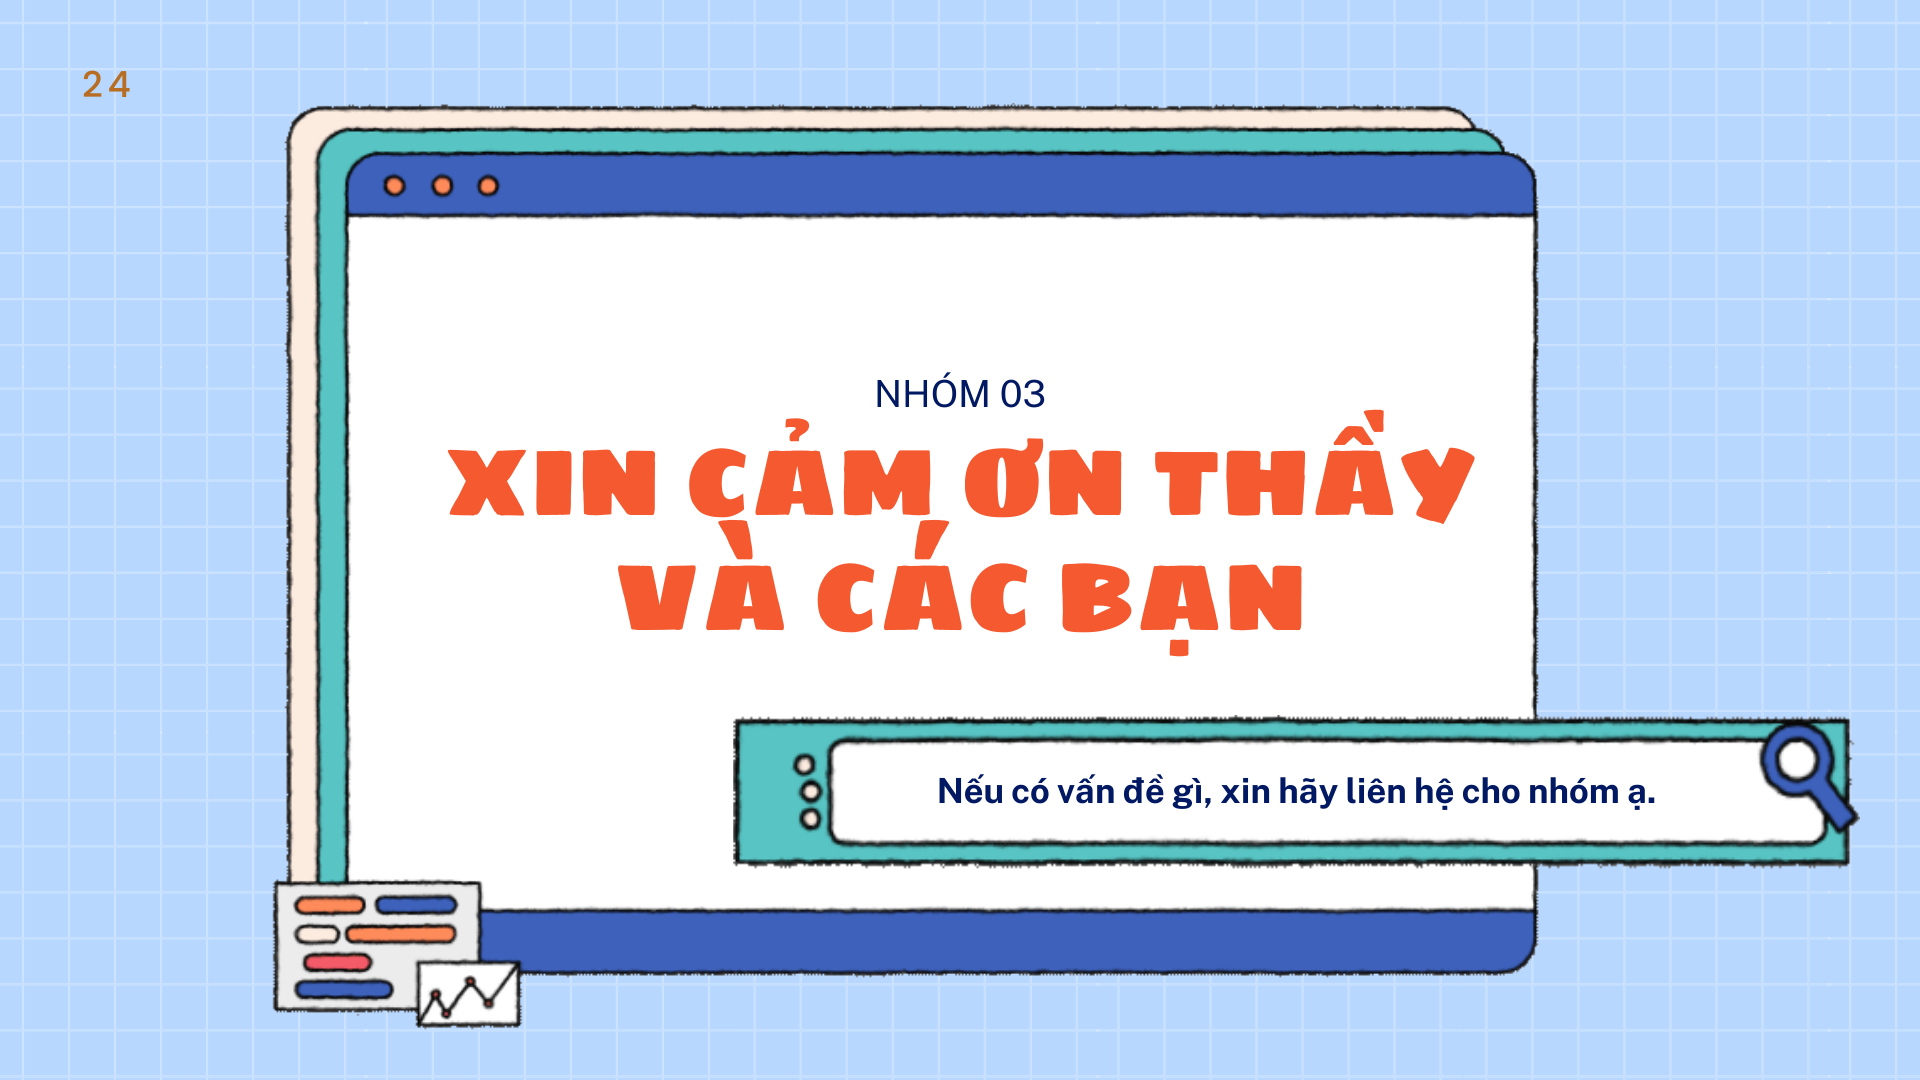 24
NHÓM 03
XIN CẢM ƠN THẦY
VÀ CÁC BẠN
Nếu có vấn đề gì, xin hãy liên hệ cho nhóm ạ.